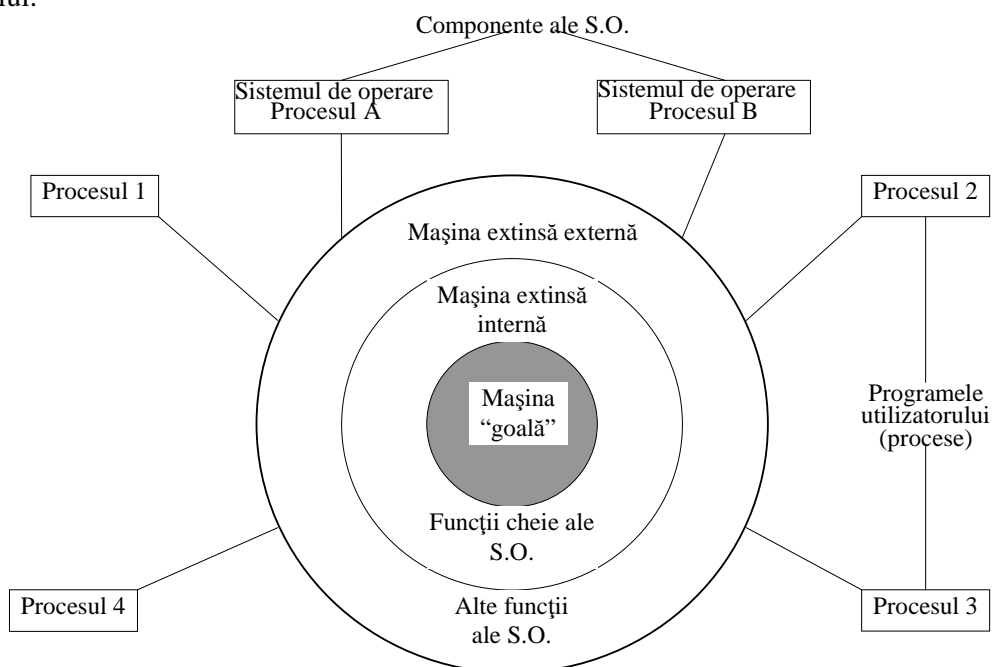 lul.
Componente ale S.O.
Sistemul de operare
Procesul A
Sistemul de operare
Procesul B
Procesul 1
Procesul 2
Maşina extinsă externă
Maşina extinsă
internă
Maşina
“goală”
Programele
utilizatorului
(procese)
Funcţii cheie ale
S.O.
Procesul 4
Alte funcţii
ale S.O.
Procesul 3